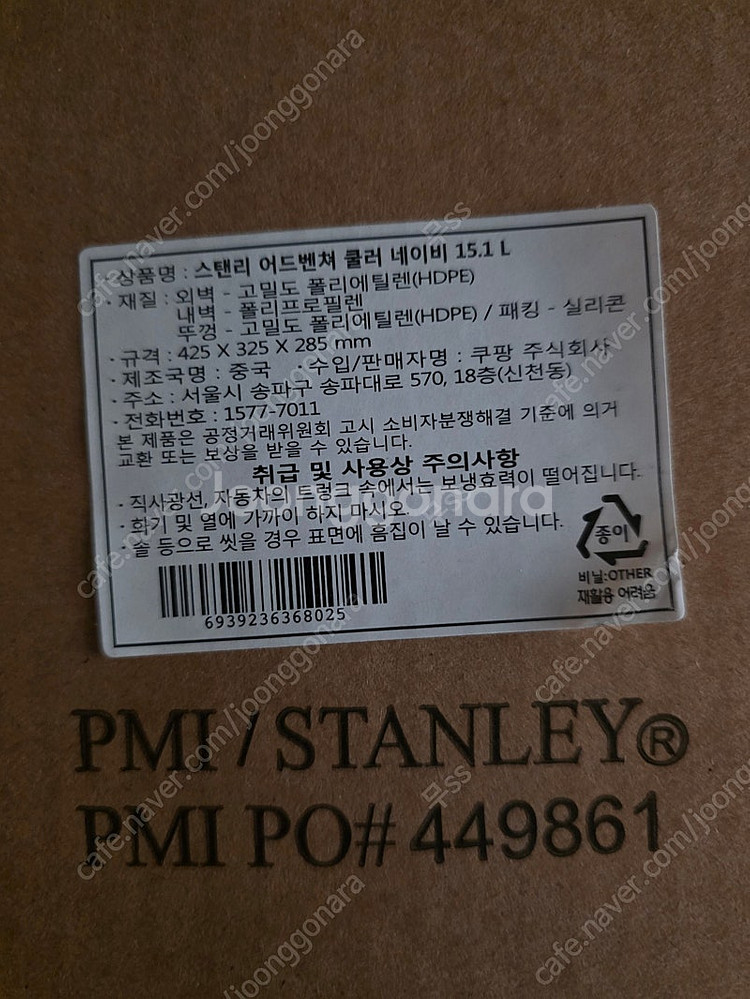 상품명 : 스탠리 어드벤쳐 쿨러 네이비 15.1 L
· 재질 : 외벽 - 고밀도 폴리에틸렌(HDPE)
내벽 - 폴리프로필렌
뚜껑 - 고밀도 폴리에틸렌(HDPE) / 패킹 - 실리콘
· 규격 : 425 X 325 X 285 mm
· 제조국명 : 중국 · 수입/판매자명 : 쿠팡 주식회사
· 주소 : 서울시 송파구 송파대로 570, 18층(신천동)
· 전화번호 : 1577-7011
본 제품은 공정거래위원회 고시 소비자분쟁해결 기준에 의거
교환 또는 보상을 받을 수 있습니다.
취급 및 사용상 주의사항
· 직사광선, 자동차의 트렁크 속에서는 보냉효력이 떨어집니다.
· 화기 및 열에 가까이 하지 마시오.
· 솔 등으로 씻을 경우 표면에 흠집이 날 수 있습니다.
종이
비닐:OTHER
재활용 어려움
6939236368025
PMI / STANLEY®
PMI PO# 449861
Joonggonara
cafe.naver.com/joonggonara